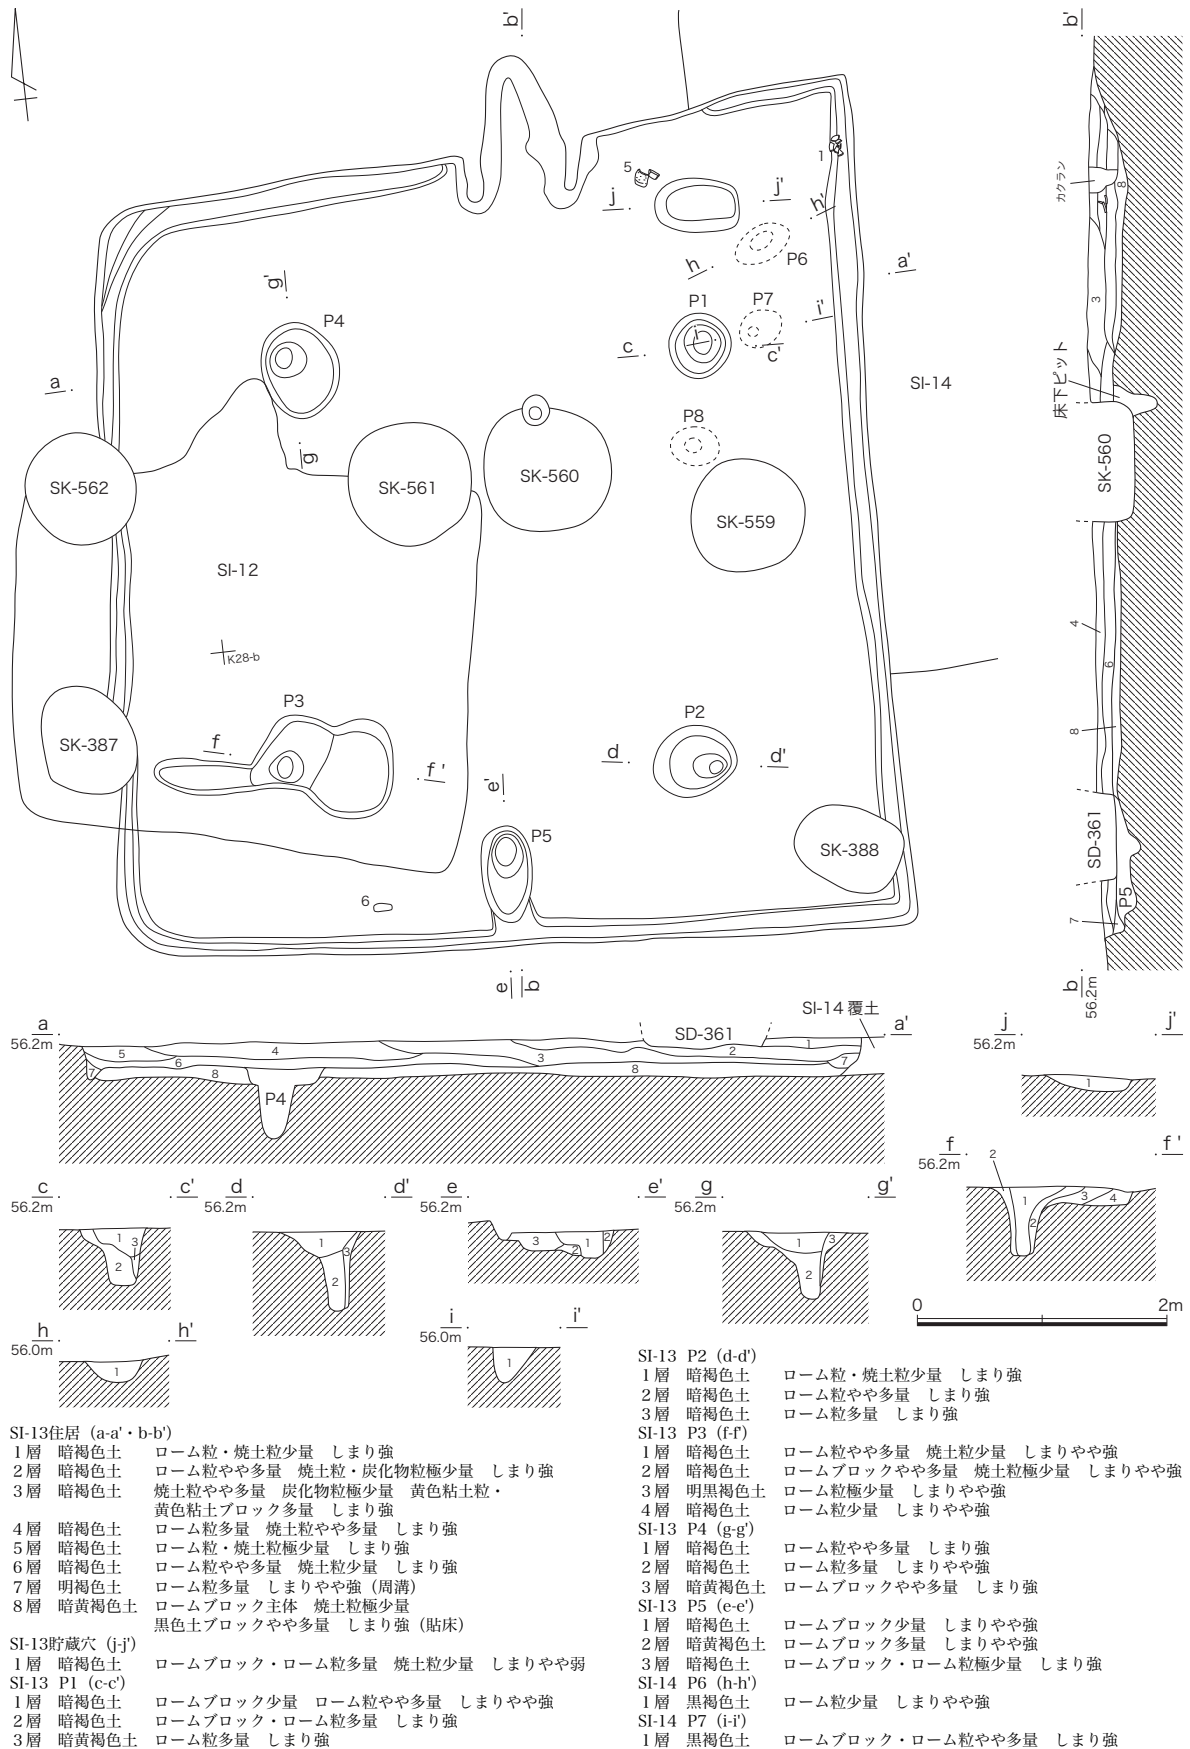 b'
b'
5
1
j
j'
h'
h
P6
a'
g'
P4
P1
P7
i
i'
c
c'
a
SI-14
P8
g
SK-562
SK-561
SK-560
SK-559
SI-12
K28-b
P3
P2
SK-387
f
f '
d
d'
e'
P5
SK-388
6
e
b
カクラン
8
3
床下ピット
SK-560
4
6
8
SD-361
P5
7
b
56.2m
a
56.2m
SD-361
SI-14 覆土
a'
5
4
3
2
1
7
6
8
8
7
P4
j
56.2m
j'
1
f
56.2m
f '
2
1
2
3
4
c
56.2m
c'
1
3
2
d
56.2m
d'
1
3
2
e
56.2m
e'
3
2
1
2
g
56.2m
g'
1
3
2
0
2m
h
56.0m
h'
1
i
56.0m
i'
1
SI-13住居（a-a'・b-b'）
1層　暗褐色土　ローム粒・焼土粒少量　しまり強
2層　暗褐色土　ローム粒やや多量　焼土粒・炭化物粒極少量　しまり強
3層　暗褐色土　焼土粒やや多量　炭化物粒極少量　黄色粘土粒・
黄色粘土ブロック多量　しまり強
4層　暗褐色土　ローム粒多量　焼土粒やや多量　しまり強
5層　暗褐色土　ローム粒・焼土粒極少量　しまり強
6層　暗褐色土　ローム粒やや多量　焼土粒少量　しまり強
7層　明褐色土　ローム粒多量　しまりやや強（周溝）
8層　暗黄褐色土　ロームブロック主体　焼土粒極少量
黒色土ブロックやや多量　しまり強（貼床）
SI-13貯蔵穴（j-j'）
1層　暗褐色土　ロームブロック・ローム粒多量　焼土粒少量　しまりやや弱
SI-13 P1（c-c'）
1層　暗褐色土　ロームブロック少量　ローム粒やや多量　しまりやや強
2層　暗褐色土　ロームブロック・ローム粒多量　しまり強
3層　暗黄褐色土　ローム粒多量　しまり強
SI-13 P2（d-d'）
1層　暗褐色土　ローム粒・焼土粒少量　しまり強
2層　暗褐色土　ローム粒やや多量　しまり強
3層　暗褐色土　ローム粒多量　しまり強
SI-13 P3（f-f'）
1層　暗褐色土　ローム粒やや多量　焼土粒少量　しまりやや強
2層　暗褐色土　ロームブロックやや多量　焼土粒極少量　しまりやや強
3層　明黒褐色土　ローム粒極少量　しまりやや強
4層　暗褐色土　ローム粒少量　しまりやや強
SI-13 P4（g-g'）
1層　暗褐色土　ローム粒やや多量　しまり強
2層　暗褐色土　ローム粒多量　しまりやや強
3層　暗黄褐色土　ロームブロックやや多量　しまり強
SI-13 P5（e-e'）
1層　暗褐色土　ロームブロック少量　しまりやや強
2層　暗黄褐色土　ロームブロック多量　しまりやや強
3層　暗褐色土　ロームブロック・ローム粒極少量　しまり強
SI-14 P6（h-h'）
1層　黒褐色土　ローム粒少量　しまりやや強
SI-14 P7（i-i'）
1層　黒褐色土　ロームブロック・ローム粒やや多量　しまり強